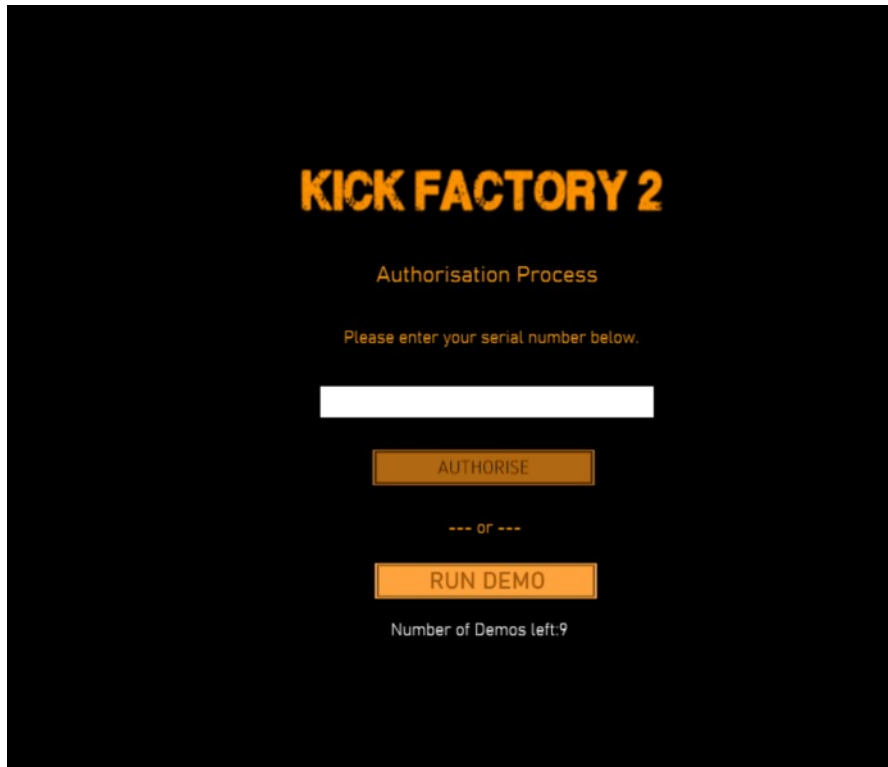 KICK FACTORY 2
Authorisation Process
Please enter your serial number below.
AUTHORISE
--- or ---
RUN DEMO
Number of Demos left:9